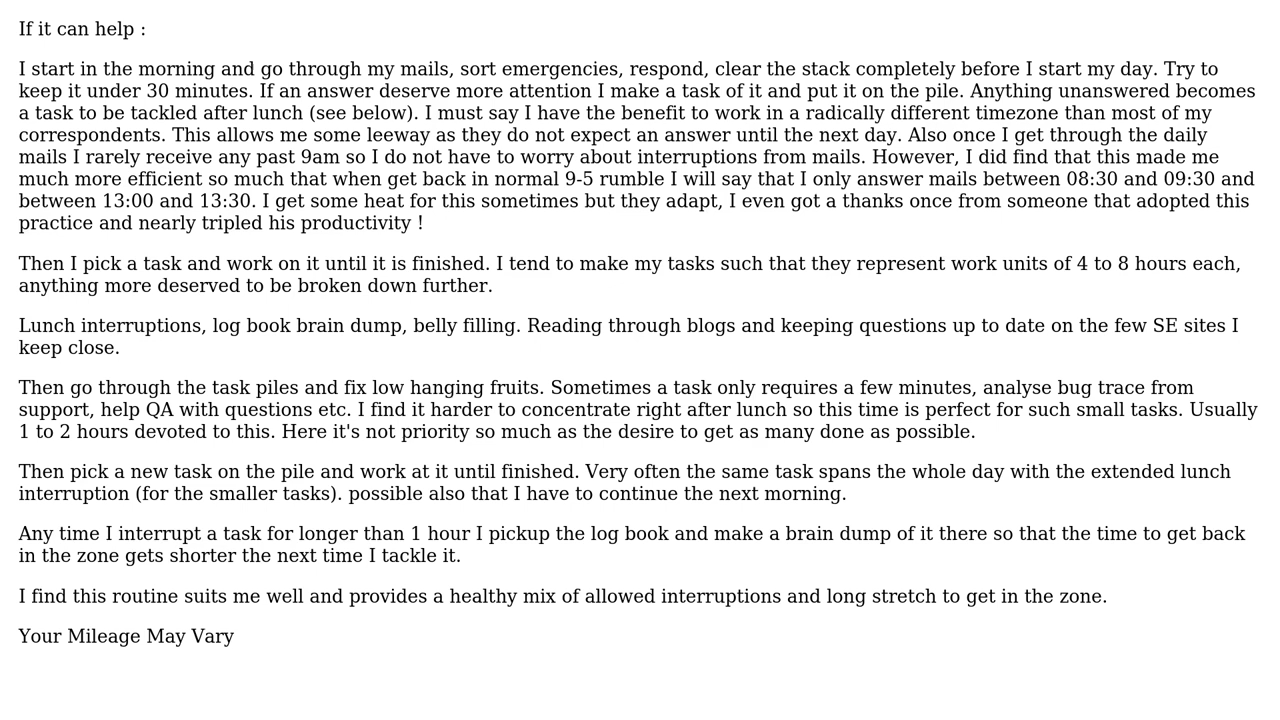 If it can help :
I start in the morning and go through my mails, sort emergencies, respond, clear the stack completely before I start my day. Try to
keep it under 30 minutes. If an answer deserve more attention I make a task of it and put it on the pile. Anything unanswered becomes
a task to be tackled after lunch (see below). I must say I have the benefit to work in a radically different timezone than most of my
correspondents. This allows me some leeway as they do not expect an answer until the next day. Also once I get through the daily
mails I rarely receive any past 9am so I do not have to worry about interruptions from mails. However, I did find that this made me
much more efficient so much that when get back in normal 9-5 rumble I will say that I only answer mails between 08:30 and 09:30 and
between 13:00 and 13:30. I get some heat for this sometimes but they adapt, I even got a thanks once from someone that adopted this
practice and nearly tripled his productivity !
Then I pick a task and work on it until it is finished. I tend to make my tasks such that they represent work units of 4 to 8 hours each,
anything more deserved to be broken down further.
Lunch interruptions, log book brain dump, belly filling. Reading through blogs and keeping questions up to date on the few SE sites I
keep close.
Then go through the task piles and fix low hanging fruits. Sometimes a task only requires a few minutes, analyse bug trace from
support, help QA with questions etc. I find it harder to concentrate right after lunch so this time is perfect for such small tasks. Usually
1 to 2 hours devoted to this. Here it's not priority so much as the desire to get as many done as possible.
Then pick a new task on the pile and work at it until finished. Very often the same task spans the whole day with the extended lunch
interruption (for the smaller tasks). possible also that I have to continue the next morning.
Any time I interrupt a task for longer than 1 hour I pickup the log book and make a brain dump of it there so that the time to get back
in the zone gets shorter the next time I tackle it.
I find this routine suits me well and provides a healthy mix of allowed interruptions and long stretch to get in the zone.
Your Mileage May Vary